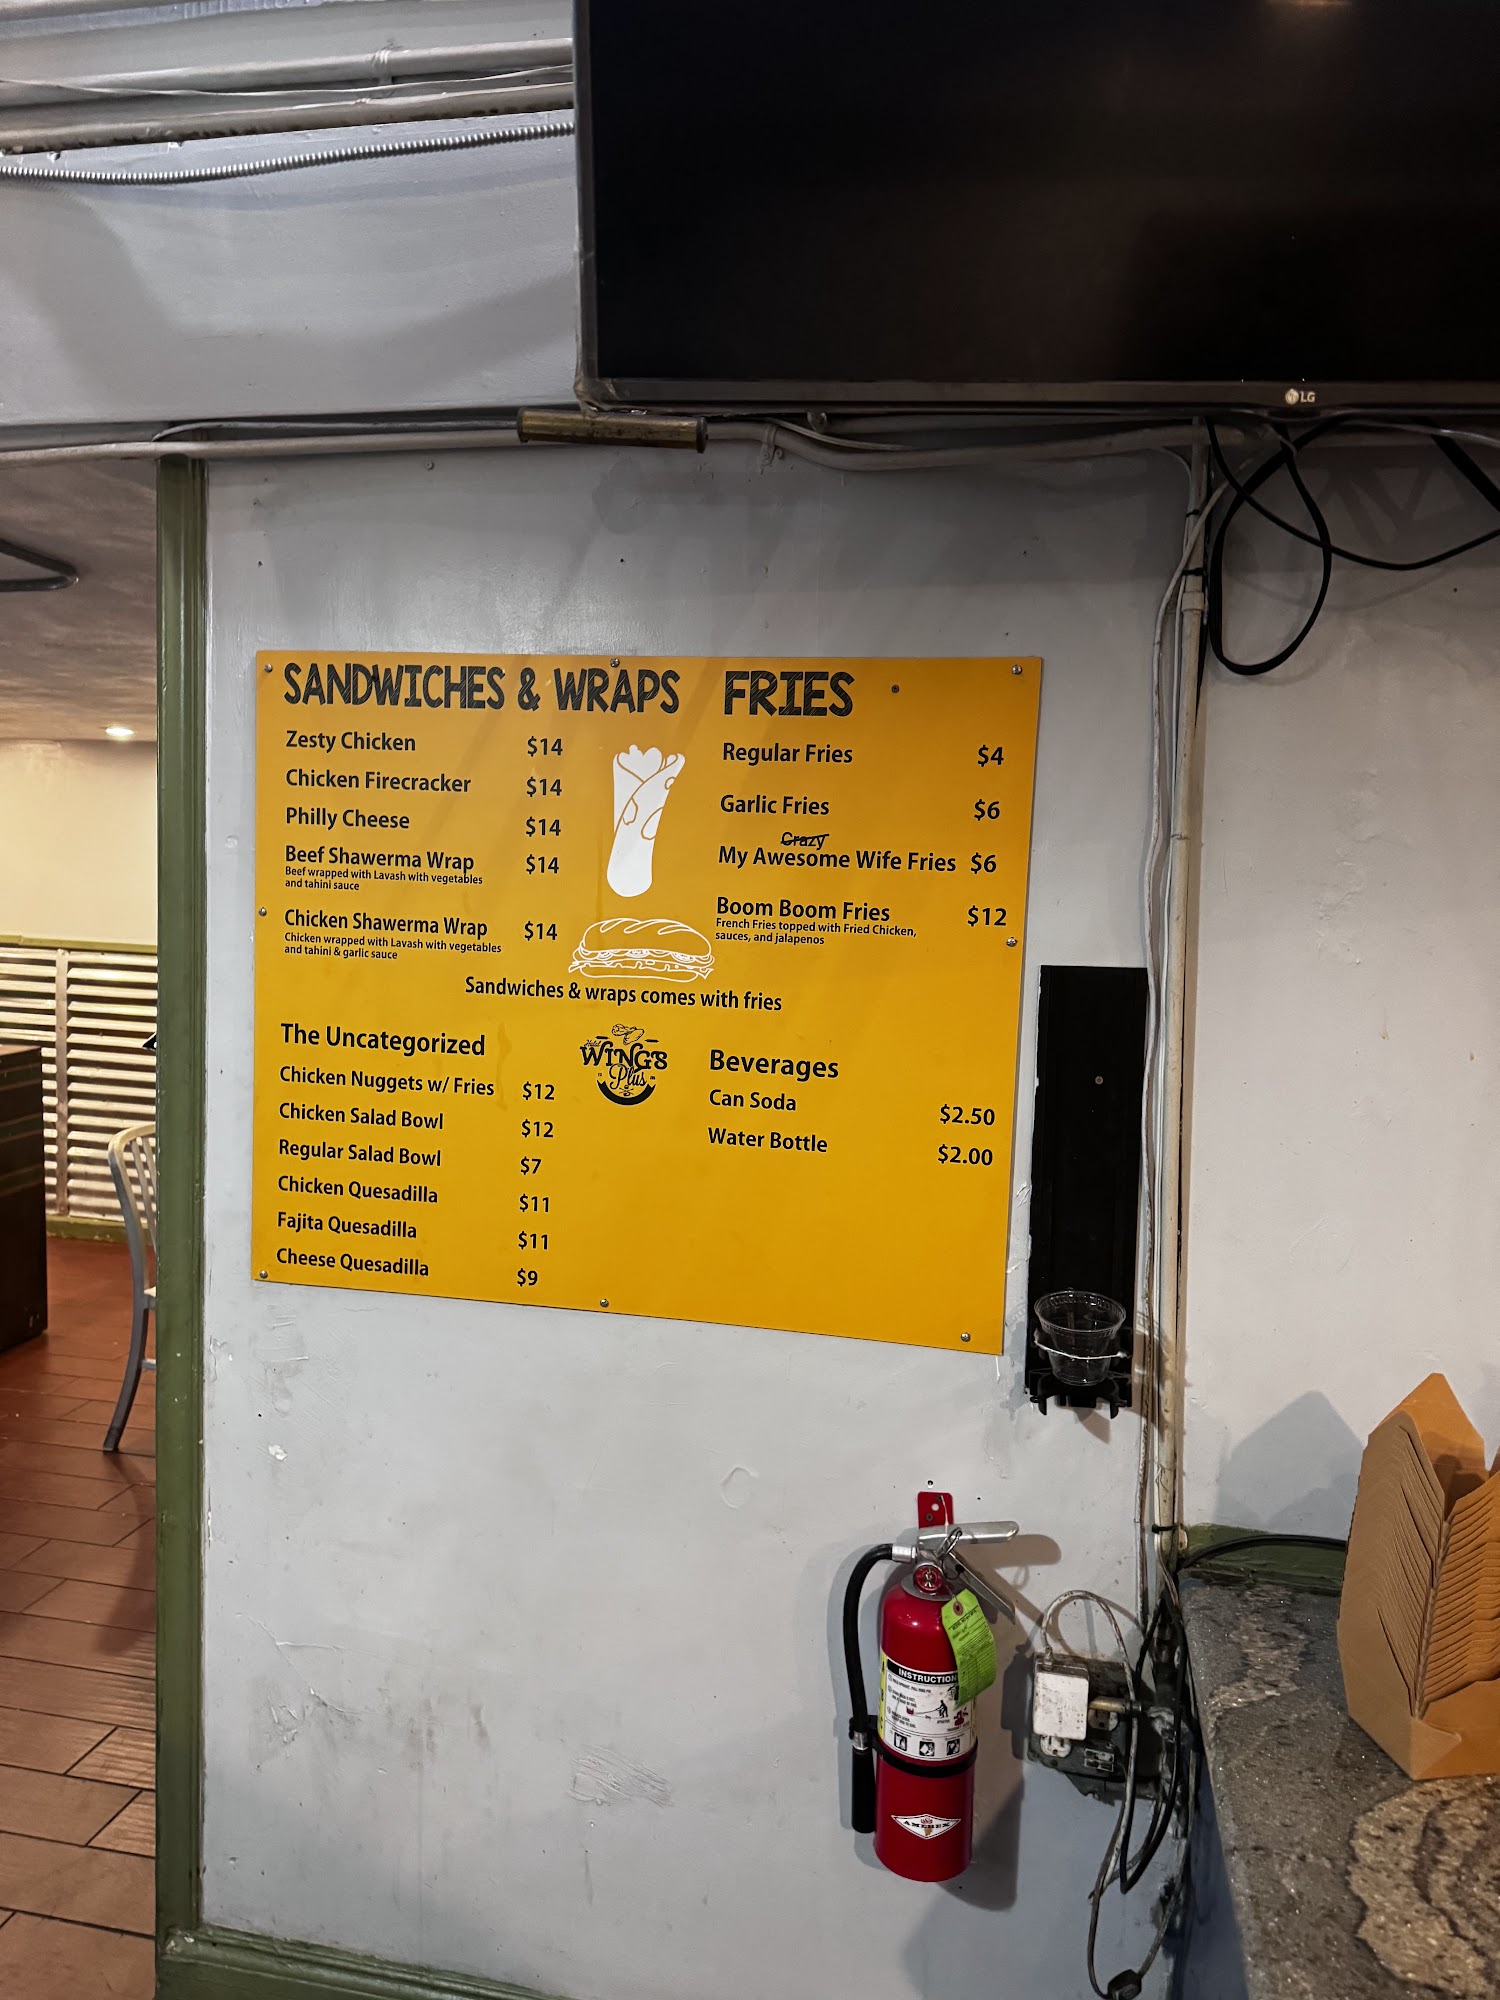 LG
SANDWICHES & WRAPS
Zesty Chicken $14
Chicken Firecracker $14
Philly Cheese $14
Beef Shawerma Wrap $14
Beef wrapped with Lavash with vegetables
and tahini sauce
Chicken Shawerma Wrap $14
Chicken wrapped with Lavash with vegetables
and tahini & garlic sauce
FRIES
Regular Fries $4
Garlic Fries $6
Crazy
My Awesome Wife Fries $6
Boom Boom Fries $12
French Fries topped with Fried Chicken,
sauces, and jalapenos
Sandwiches & wraps comes with fries
The Uncategorized
Chicken Nuggets w/ Fries $12
Chicken Salad Bowl $12
Regular Salad Bowl $7
Chicken Quesadilla $11
Fajita Quesadilla $11
Cheese Quesadilla $9
WINGS
Plus
Beverages
Can Soda $2.50
Water Bottle $2.00
INSTRUCTION
AMEREX